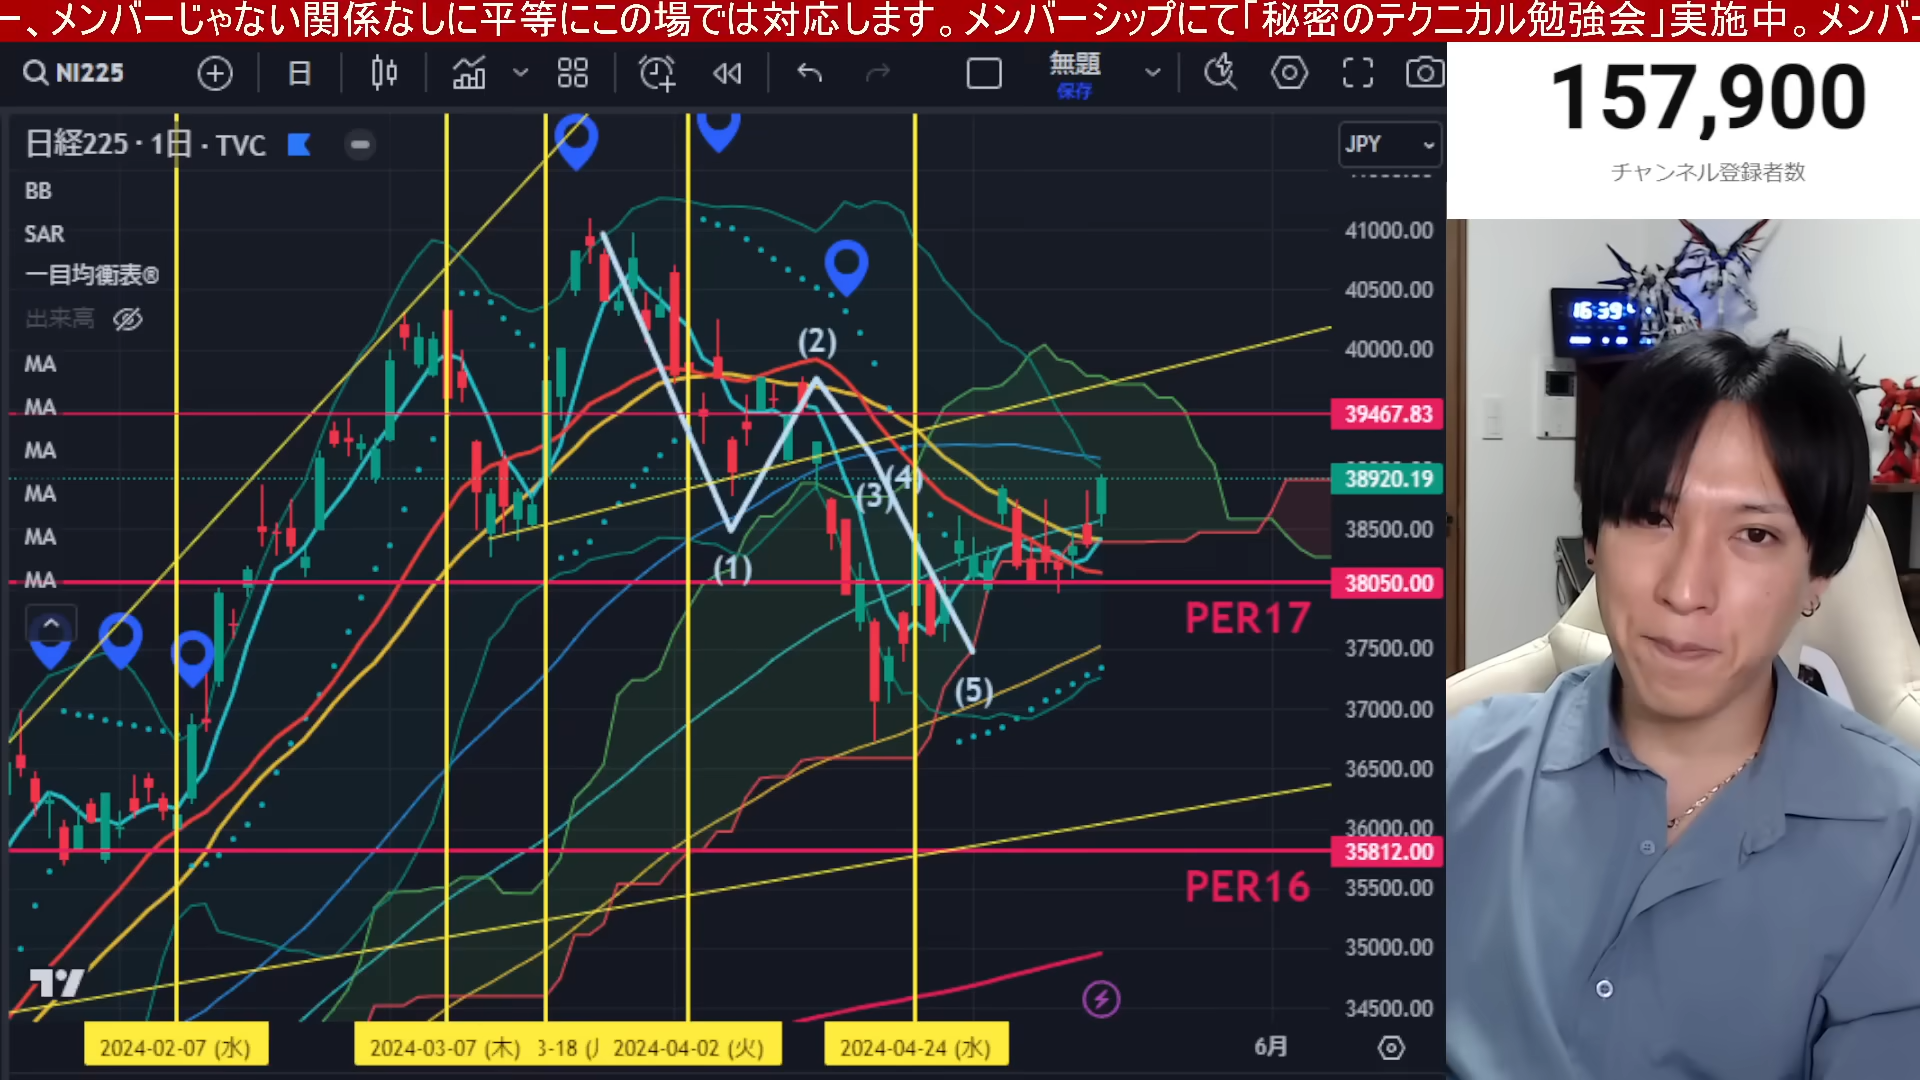 ー、メンバーじゃない関係なしに平等にこの場では対応します。メンバーシップにて「秘密のテクニカル勉強会」実施中。メンバー
NI225
日
無題
保存
157,900
チャンネル登録者数
日経225・1日・TVC
JPY
BB
SAR
一目均衡表®
出来高
MA
MA
MA
MA
MA
MA
41000.00
40500.00
40000.00
39467.83
38920.19
38500.00
38050.00
37500.00
37000.00
36500.00
36000.00
35812.00
35500.00
35000.00
34500.00
(1)
(2)
(3)
(4)
(5)
PER17
PER16
16:39
2024-02-07 (水)
2024-03-07 (木)
3-18 (
2024-04-02 (火)
2024-04-24 (水)
6月